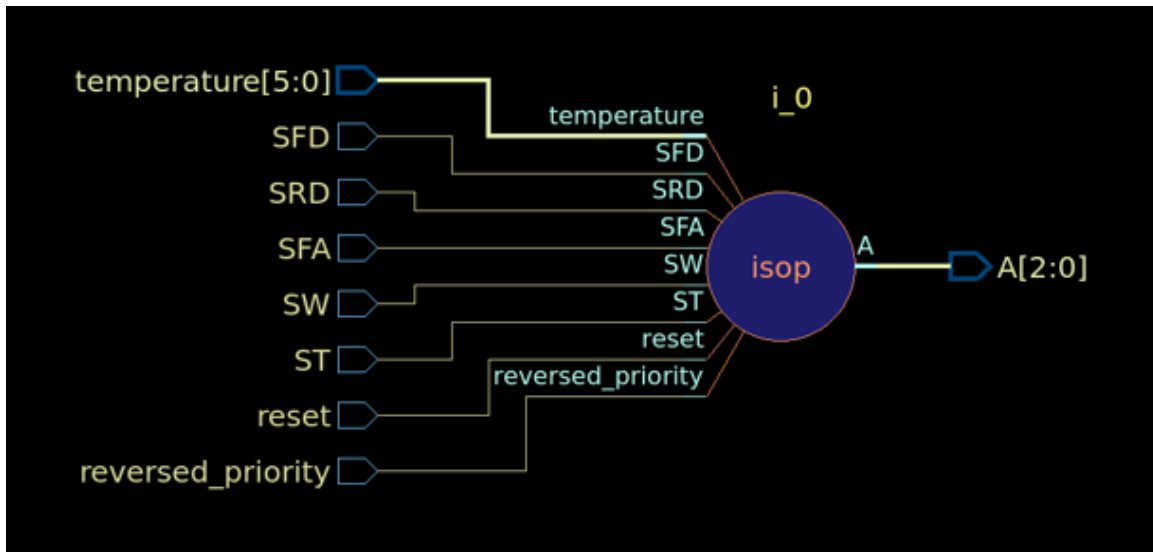 temperature[5:0]
SFD
SRD
SFA
SW
ST
reset
reversed_priority
temperature
SFD
SRD
SFA
SW
ST
reset
reversed_priority
i_0
isop
A
A[2:0]